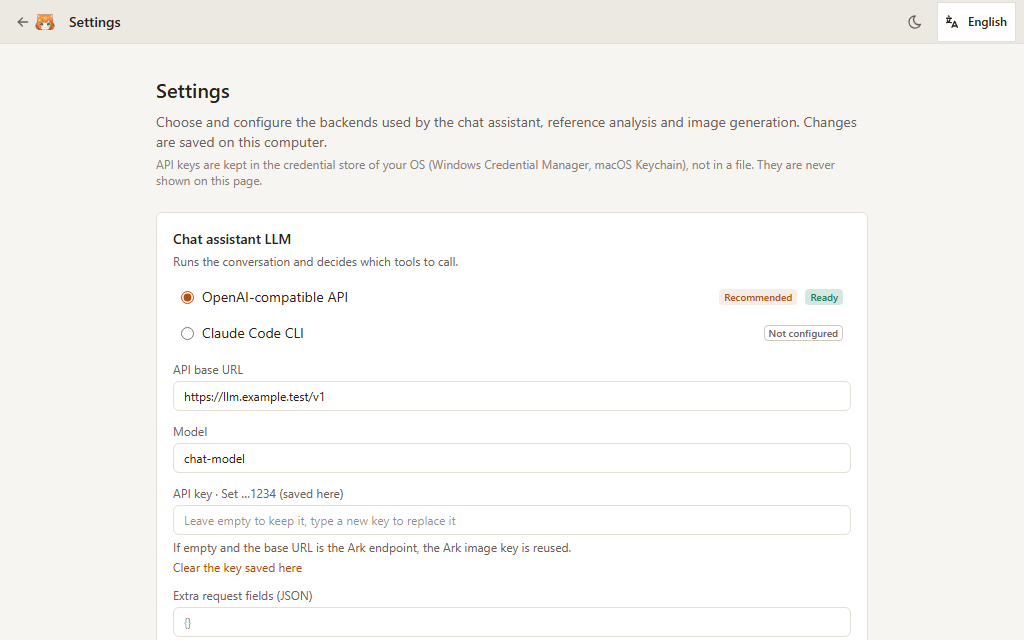 Settings
English
Settings
Choose and configure the backends used by the chat assistant, reference analysis and image generation. Changes
are saved on this computer.
API keys are kept in the credential store of your OS (Windows Credential Manager, macOS Keychain), not in a file. They are never
shown on this page.
Chat assistant LLM
Runs the conversation and decides which tools to call.
OpenAI-compatible API
Recommended
Ready
Claude Code CLI
Not configured
API base URL
https://llm.example.test/v1
Model
chat-model
API key · Set ...1234 (saved here)
Leave empty to keep it, type a new key to replace it
If empty and the base URL is the Ark endpoint, the Ark image key is reused.
Clear the key saved here
Extra request fields (JSON)
{}